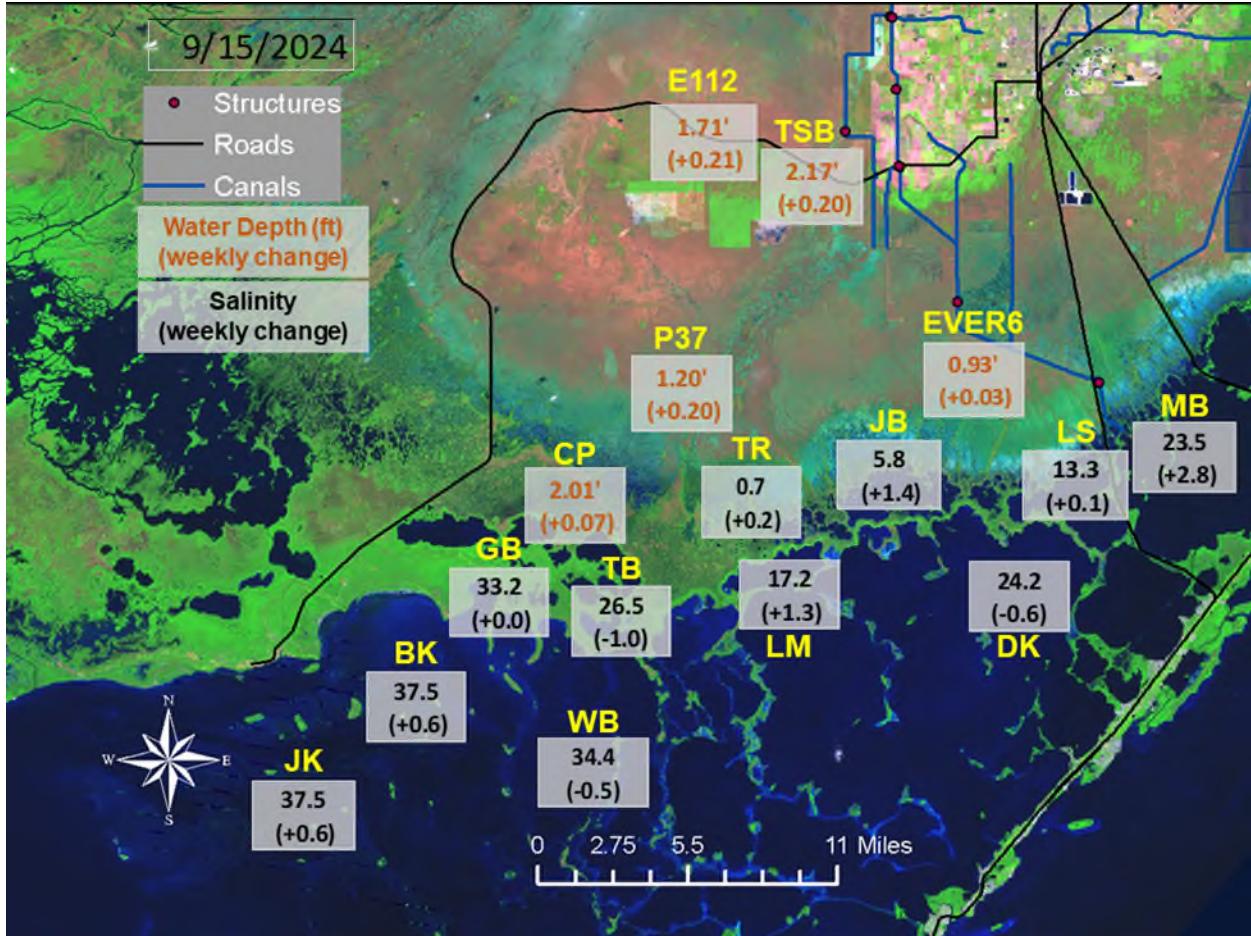 9/15/2024
Structures
Roads
Canals
Water Depth (ft)
(weekly change)
Salinity
(weekly change)
E112
1.71'
(+0.21)
TSB
2.17'
(+0.20)
P37
1.20'
(+0.20)
EVER6
0.93'
(+0.03)
CP
2.01'
(+0.07)
TR
0.7
(+0.2)
JB
5.8
(+1.4)
LS
13.3
(+0.1)
MB
23.5
(+2.8)
GB
33.2
(+0.0)
TB
26.5
(-1.0)
17.2
(+1.3)
LM
24.2
(-0.6)
DK
BK
37.5
(+0.6)
WB
34.4
(-0.5)
JK
37.5
(+0.6)
N
W E
S
0 2.75 5.5 11 Miles